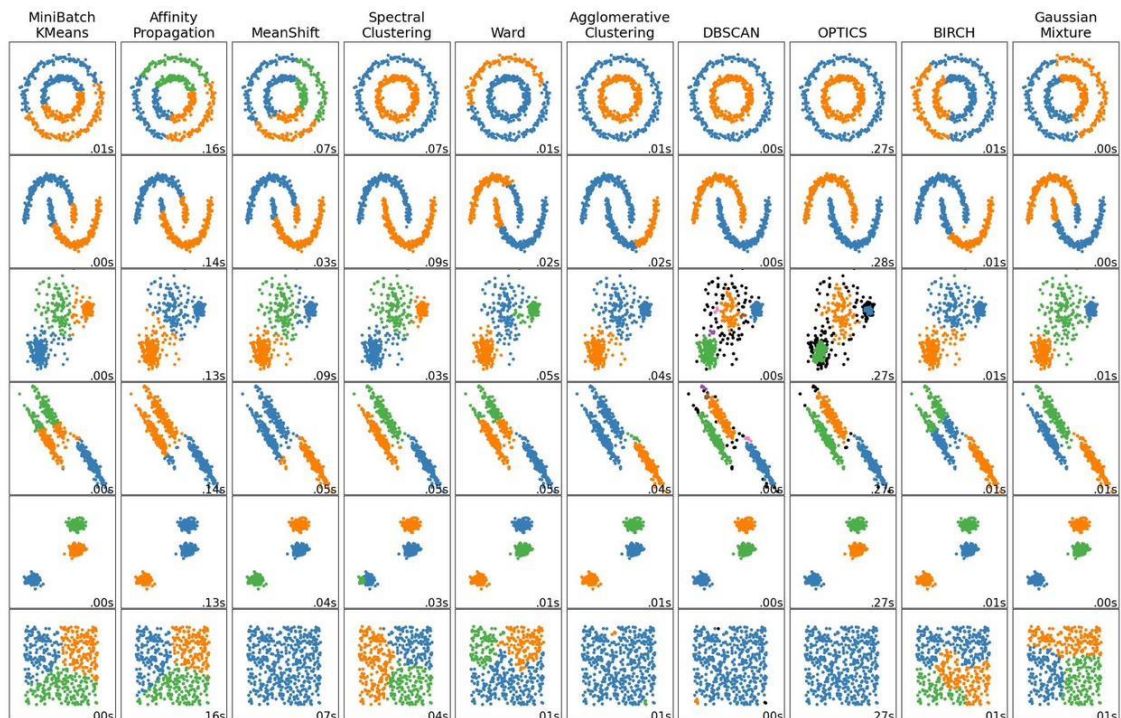 MiniBatch
KMeans
Affinity
Propagation
MeanShift
Spectral
Clustering
Ward
Agglomerative
Clustering
DBSCAN
OPTICS
BIRCH
Gaussian
Mixture
.01s .16s .07s .07s .01s .01s .00s .27s .01s .00s
.00s .14s .03s .09s .02s .02s .00s .28s .01s .00s
.00s .13s .09s .03s .05s .04s .00s .27s .01s .01s
.00s .14s .05s .05s .05s .04s .00s .27s .01s .01s
.00s .13s .04s .03s .01s .01s .00s .27s .01s .00s
.00s .16s .07s .04s .01s .01s .00s .27s .01s .01s